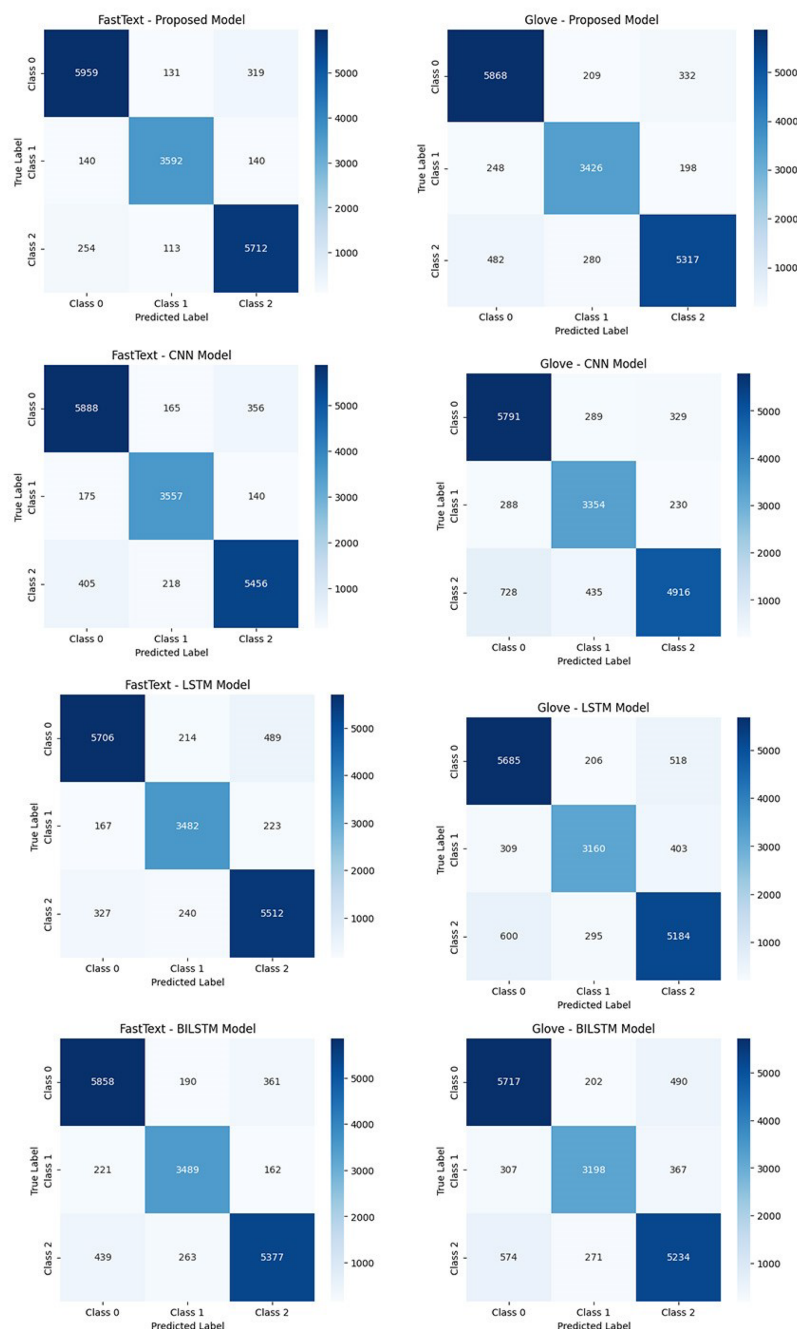 FastText - Proposed Model
Class 0
5959 131 319
5000
4000
True Label
Class 1
140 3592 140
3000
2000
Class 2
254 113 5712
1000
Class 0 Class 1 Class 2
Predicted Label
Glove - Proposed Model
Class 0
5868 209 332
5000
4000
True Label
Class 1
248 3426 198
3000
2000
Class 2
482 280 5317
1000
Class 0 Class 1 Class 2
Predicted Label
FastText - CNN Model
Class 0
5888 165 356
5000
4000
True Label
Class 1
175 3557 140
3000
2000
Class 2
405 218 5456
1000
Class 0 Class 1 Class 2
Predicted Label
Glove - CNN Model
Class 0
5791 289 329
5000
4000
True Label
Class 1
288 3354 230
3000
2000
Class 2
728 435 4916
1000
Class 0 Class 1 Class 2
Predicted Label
FastText - LSTM Model
Class 0
5706 214 489
5000
4000
True Label
Class 1
167 3482 223
3000
2000
Class 2
327 240 5512
1000
Class 0 Class 1 Class 2
Predicted Label
Glove - LSTM Model
Class 0
5685 206 518
5000
4000
True Label
Class 1
309 3160 403
3000
2000
Class 2
600 295 5184
1000
Class 0 Class 1 Class 2
Predicted Label
FastText - BILSTM Model
Class 0
5858 190 361
5000
4000
True Label
Class 1
221 3489 162
3000
2000
Class 2
439 263 5377
1000
Class 0 Class 1 Class 2
Predicted Label
Glove - BILSTM Model
Class 0
5717 202 490
5000
4000
True Label
Class 1
307 3198 367
3000
2000
Class 2
574 271 5234
1000
Class 0 Class 1 Class 2
Predicted Label